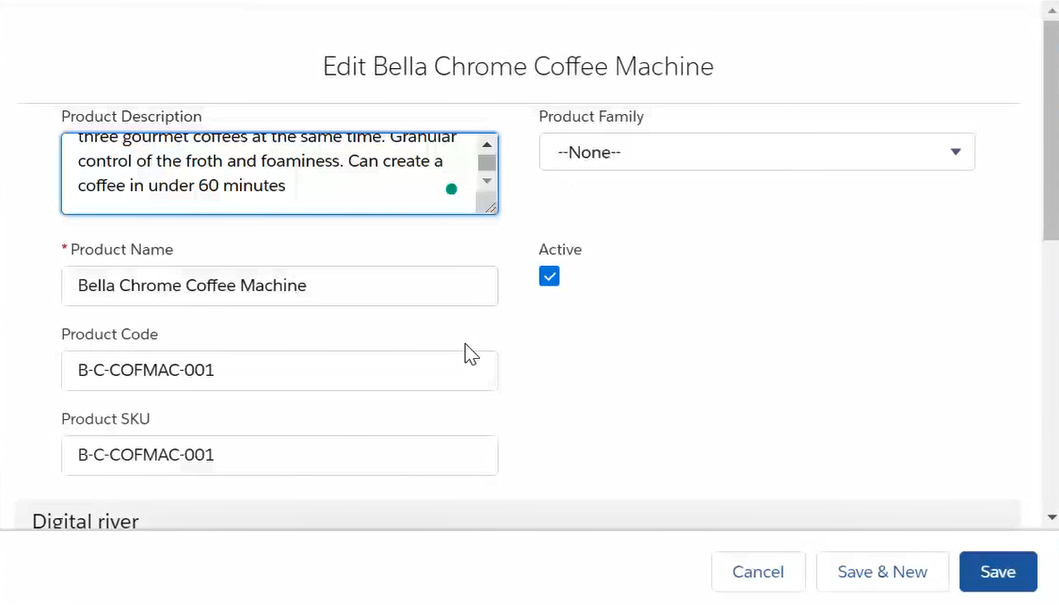 Edit Bella Chrome Coffee Machine
Product Description
three gourmet coffees at the same time. Granular
control of the froth and foaminess. Can create a
coffee in under 60 minutes
Product Family
--None--
* Product Name
Bella Chrome Coffee Machine
Active
Product Code
B-C-COFMAC-001
Product SKU
B-C-COFMAC-001
Digital river
Cancel
Save & New
Save